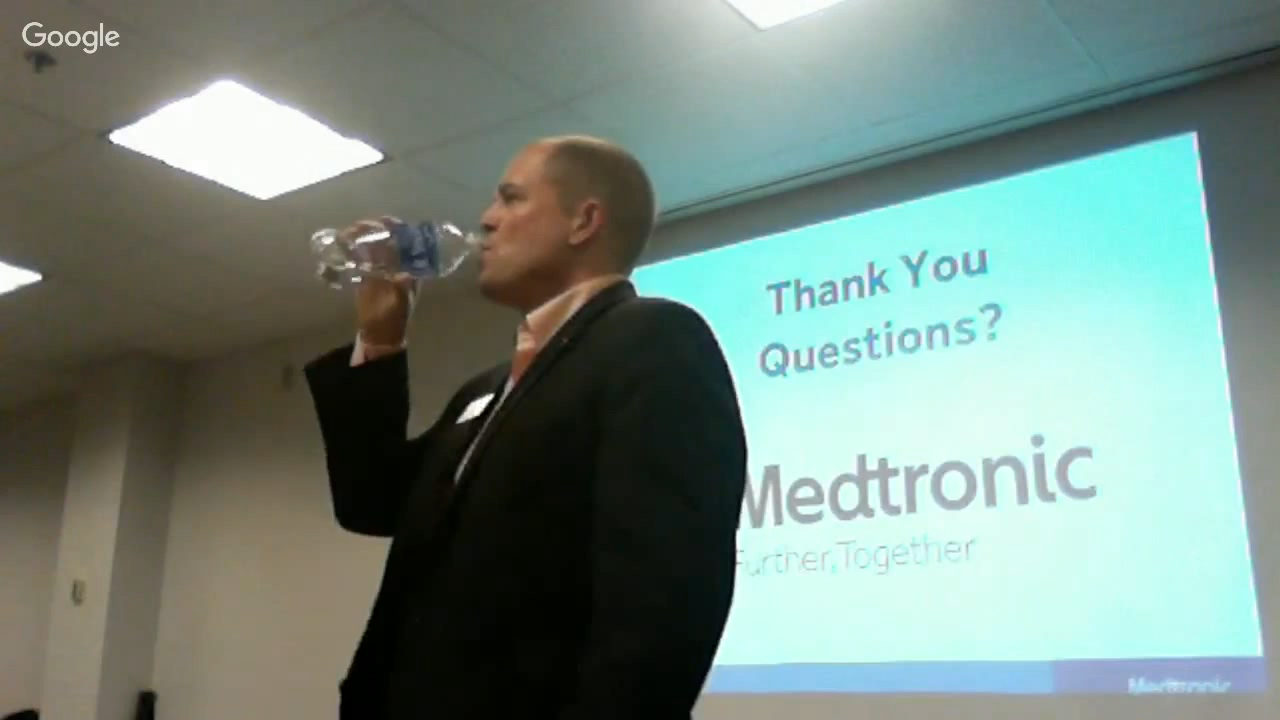 Google
Thank You
Questions?
Medtronic
Further, Together
Medtronic